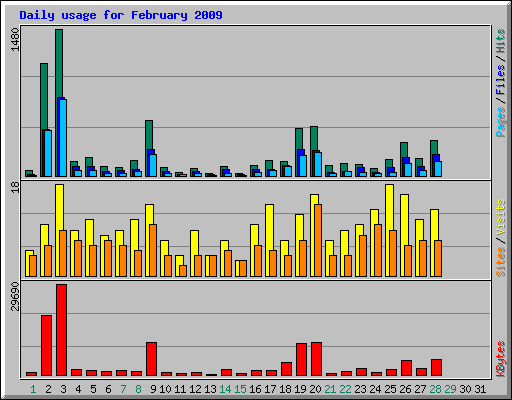 Daily usage for February 2009
1480
Pages / Files / Hits
18
Sites / Visits
29690
KBytes
1 2 3 4 5 6 7 8 9 10 11 12 13 14 15 16 17 18 19 20 21 22 23 24 25 26 27 28 29 30 31